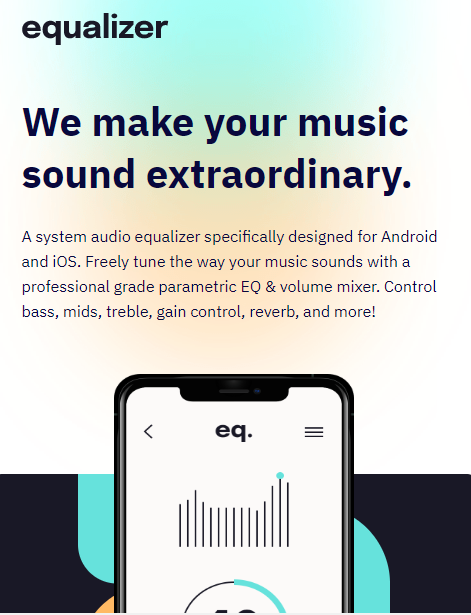 equalizer
We make your music
sound extraordinary.
A system audio equalizer specifically designed for Android
and iOS. Freely tune the way your music sounds with a
professional grade parametric EQ & volume mixer. Control
bass, mids, treble, gain control, reverb, and more!
eq.